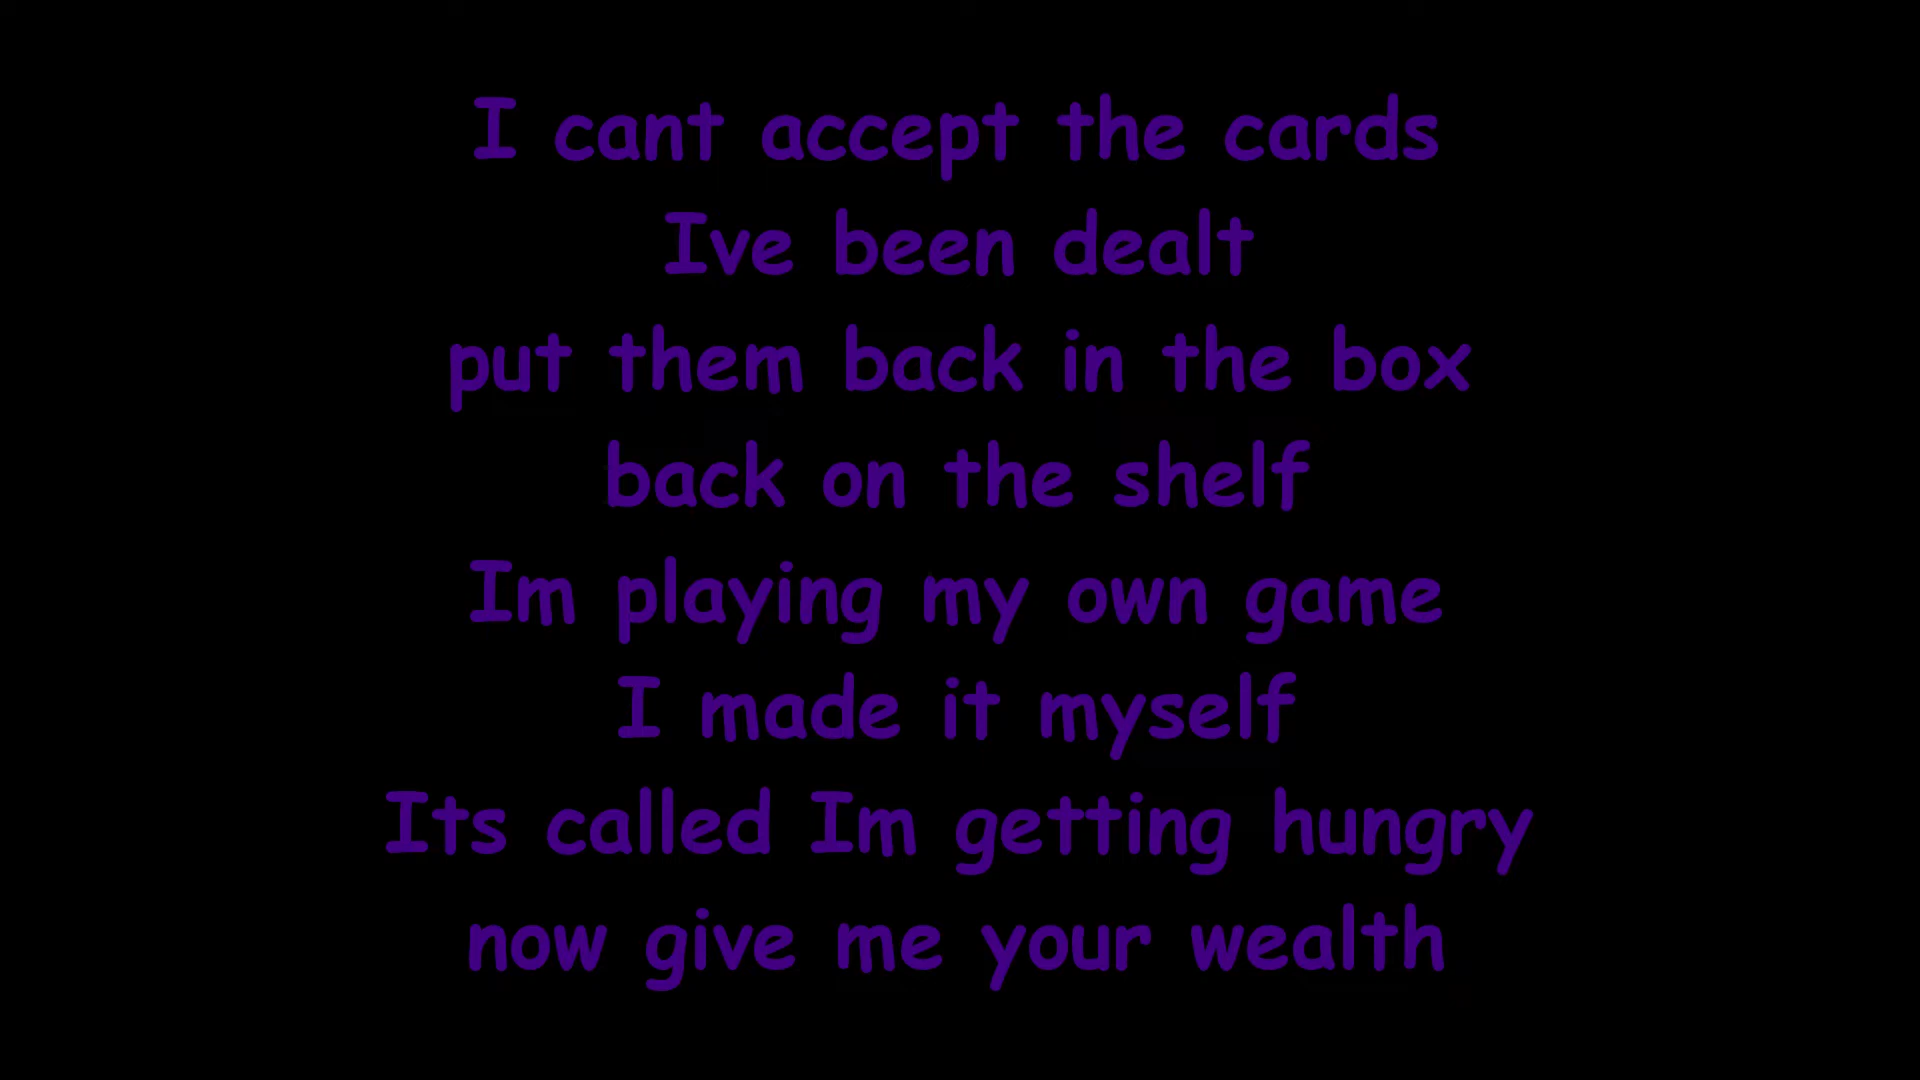 I cant accept the cards
Ive been dealt
put them back in the box
back on the shelf
Im playing my own game
I made it myself
Its called Im getting hungry
now give me your wealth